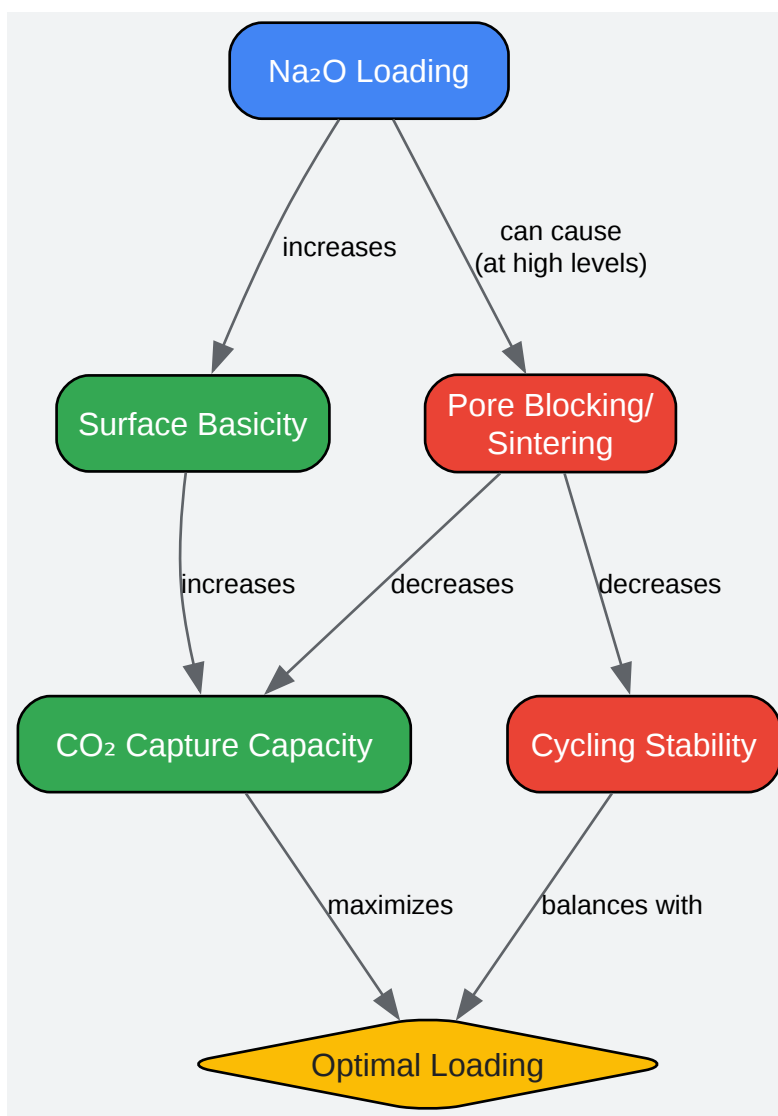 Na₂O Loading
increases
can cause
(at high levels)
Surface Basicity
Pore Blocking/
Sintering
increases
decreases
decreases
CO₂ Capture Capacity
Cycling Stability
maximizes
balances with
Optimal Loading